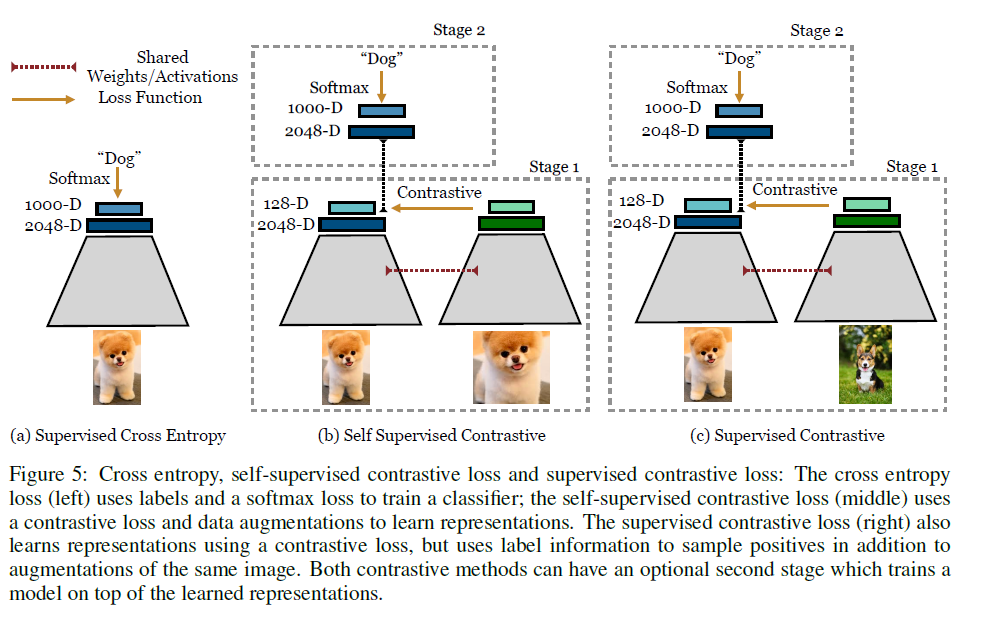 Shared
Weights/Activations
Loss Function
"Dog"
Softmax
1000-D
2048-D
(a) Supervised Cross Entropy
Stage 2
"Dog"
Softmax
1000-D
2048-D
Stage 1
Contrastive
128-D
2048-D
(b) Self Supervised Contrastive
Stage 2
"Dog"
Softmax
1000-D
2048-D
Stage 1
Contrastive
128-D
2048-D
(c) Supervised Contrastive
Figure 5: Cross entropy, self-supervised contrastive loss and supervised contrastive loss: The cross entropy
loss (left) uses labels and a softmax loss to train a classifier; the self-supervised contrastive loss (middle) uses
a contrastive loss and data augmentations to learn representations. The supervised contrastive loss (right) also
learns representations using a contrastive loss, but uses label information to sample positives in addition to
augmentations of the same image. Both contrastive methods can have an optional second stage which trains a
model on top of the learned representations.